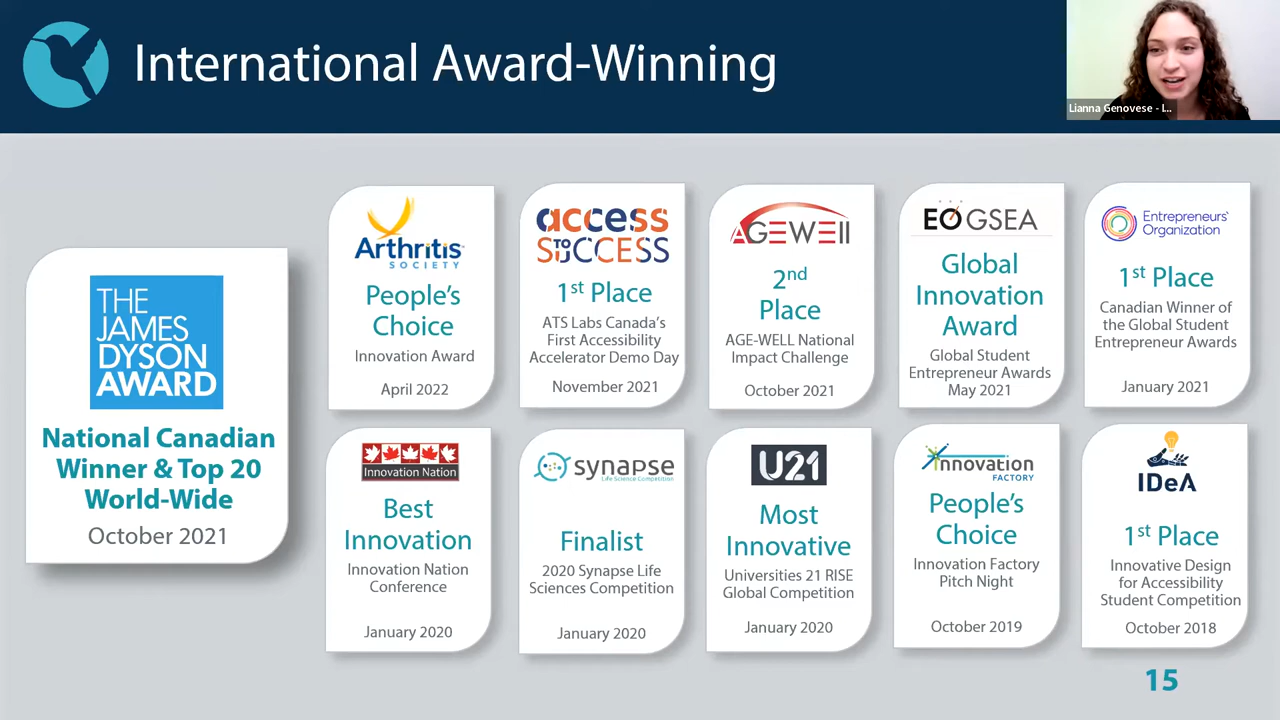 International Award-Winning
Lianna Genovese - I...
THE
JAMES
DYSON
AWARD
National Canadian
Winner & Top 20
World-Wide
October 2021
Arthritis
SOCIETY
People's
Choice
Innovation Award
April 2022
access
TO
SUCCESS
1st Place
ATS Labs Canada's
First Accessibility
Accelerator Demo Day
November 2021
AGEWELL
2nd
Place
AGE-WELL National
Impact Challenge
October 2021
EO GSEA
Global
Innovation
Award
Global Student
Entrepreneur Awards
May 2021
Entrepreneurs'
Organization
1st Place
Canadian Winner of
the Global Student
Entrepreneur Awards
January 2021
Innovation Nation
Best
Innovation
Innovation Nation
Conference
January 2020
synapse
Life Science Competition
Finalist
2020 Synapse Life
Sciences Competition
January 2020
U21
Most
Innovative
Universities 21 RISE
Global Competition
January 2020
innovation
FACTORY
People's
Choice
Innovation Factory
Pitch Night
October 2019
IDeA
1st Place
Innovative Design
for Accessibility
Student Competition
October 2018
15